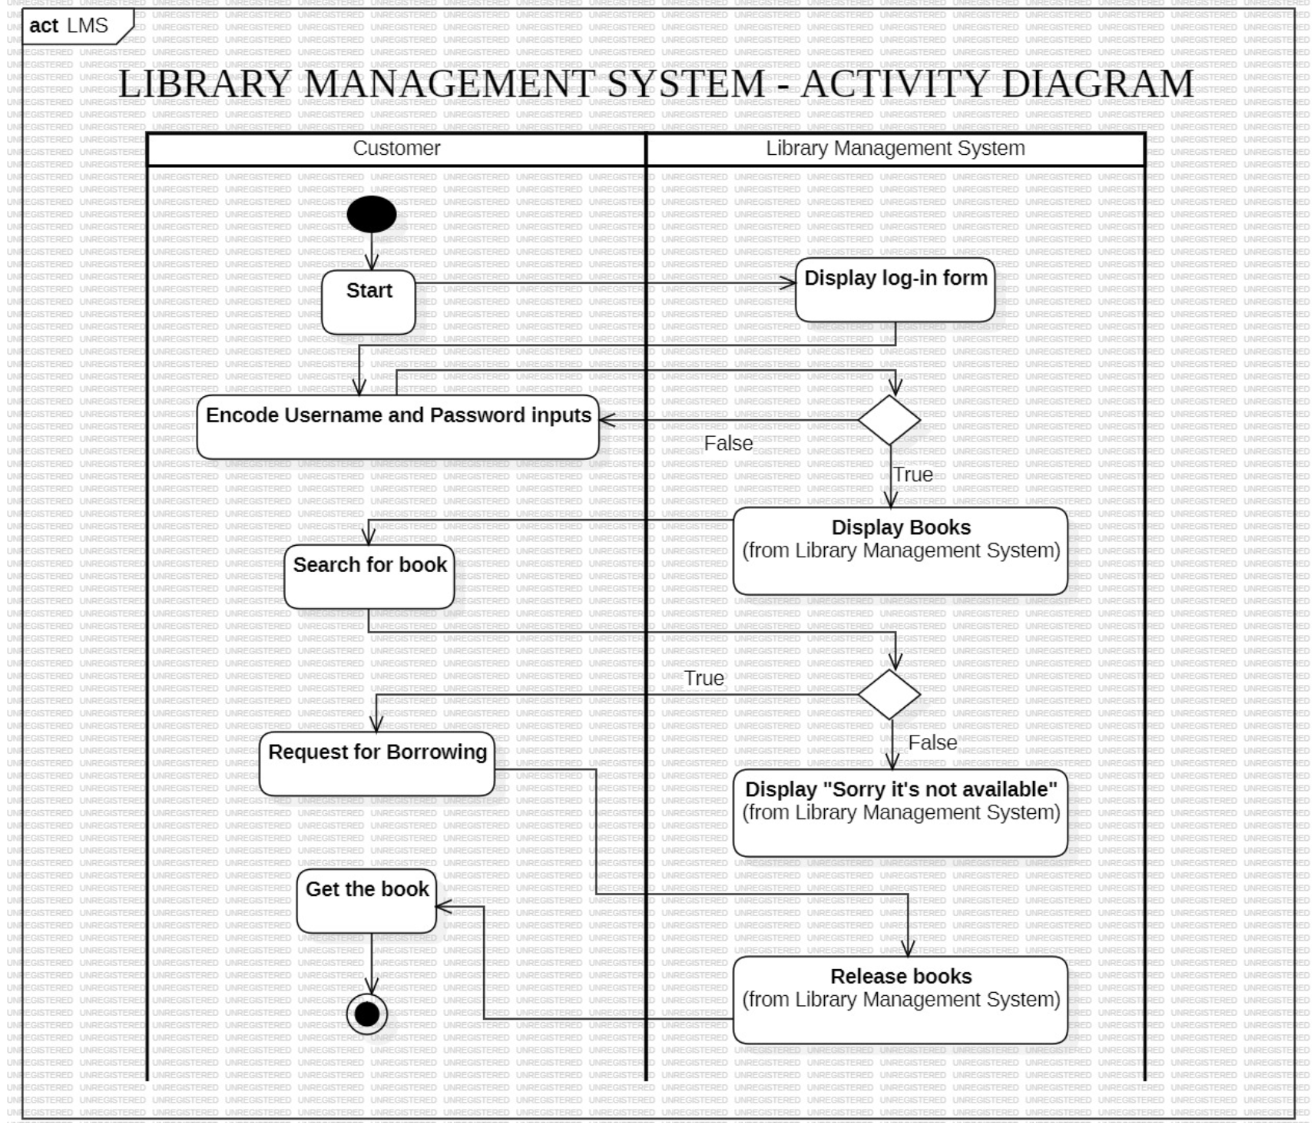 act LMS
LIBRARY MANAGEMENT SYSTEM - ACTIVITY DIAGRAM
Customer
Library Management System
Start
Display log-in form
Encode Username and Password inputs
False
True
Display Books
(from Library Management System)
Search for book
True
Request for Borrowing
False
Display "Sorry it's not available"
(from Library Management System)
Get the book
Release books
(from Library Management System)
UNREGISTERED